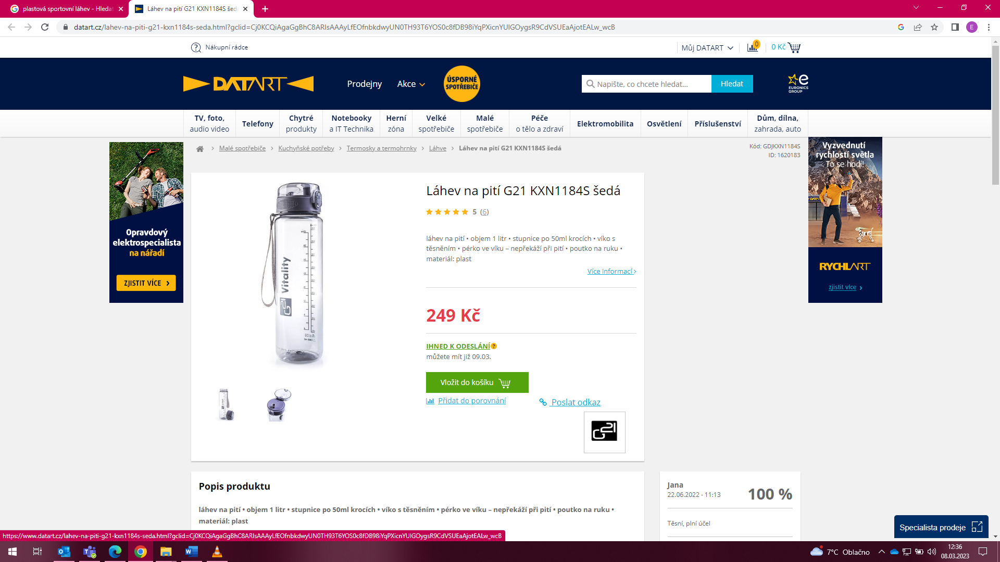 plastová sportovní láhev - Hledat
Láhev na pití G21 KXN1184S šedá
datart.cz/lahev-na-piti-g21-kxn1184s-seda.html?gclid=Cj0KCQiAgaGgBhC8ARIsAAAyLfEOfnbkdwyUN0TH93T6YOS0c8fDB98iYqPXicnYUIGOygsR9CdVSUEaAjotEALw_wcB
E
Nákupní rádce
Můj DATART
0
0 Kč
DATART
Prodejny
Akce
ÚSPORNÉ
SPOTŘEBIČE
Napište, co chcete hledat...
Hledat
EURONICS
GROUP
TV, foto,
audio video
Telefony
Chytré
produkty
Notebooky
a IT Technika
Herní
zóna
Velké
spotřebiče
Malé
spotřebiče
Péče
o tělo a zdraví
Elektromobilita
Osvětlení
Příslušenství
Dům, dílna,
zahrada, auto
Malé spotřebiče > Kuchyňské potřeby > Termosky a termohrnky > Láhve > Láhev na pití G21 KXN1184S šedá
Kód: GDJKXN1184S
ID: 1620183
Opravdový
elektrospecialista
na nářadí
ZJISTIT VÍCE >
Vyzvednutí
rychlostí světla
To se hodí!
RYCHLART
zjistit více >
G21 Vitality
Láhev na pití G21 KXN1184S šedá
5 (6)
láhev na pití • objem 1 litr • stupnice po 50ml krocích • víko s
těsněním • pérko ve víku – nepřekáží při pití • poutko na ruku •
materiál: plast
Více informací >
249 Kč
IHNED K ODESLÁNÍ ?
můžete mít již 09.03.
Vložit do košíku
Přidat do porovnání
Poslat odkaz
G21
Popis produktu
láhev na pití • objem 1 litr • stupnice po 50ml krocích • víko s těsněním • pérko ve víku – nepřekáží při pití • poutko na ruku •
materiál: plast
Jana
22.06.2022 - 11:13
100 %
Těsní, plní účel
Specialista prodeje
https://www.datart.cz/lahev-na-piti-g21-kxn1184s-seda.html?gclid=Cj0KCQiAgaGgBhC8ARIsAAAyLfEOfnbkdwyUN0TH93T6YOS0c8fDB98iYqPXicnYUIGOygsR9CdVSUEaAjotEALw_wcB
7°C Oblačno
12:36
08.03.2023